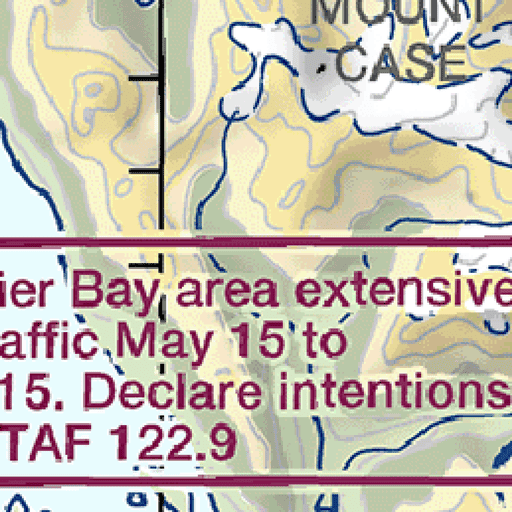 MOUNT
CASE
ier Bay area extensive
affic May 15 to
15. Declare intentions
TAF 122.9